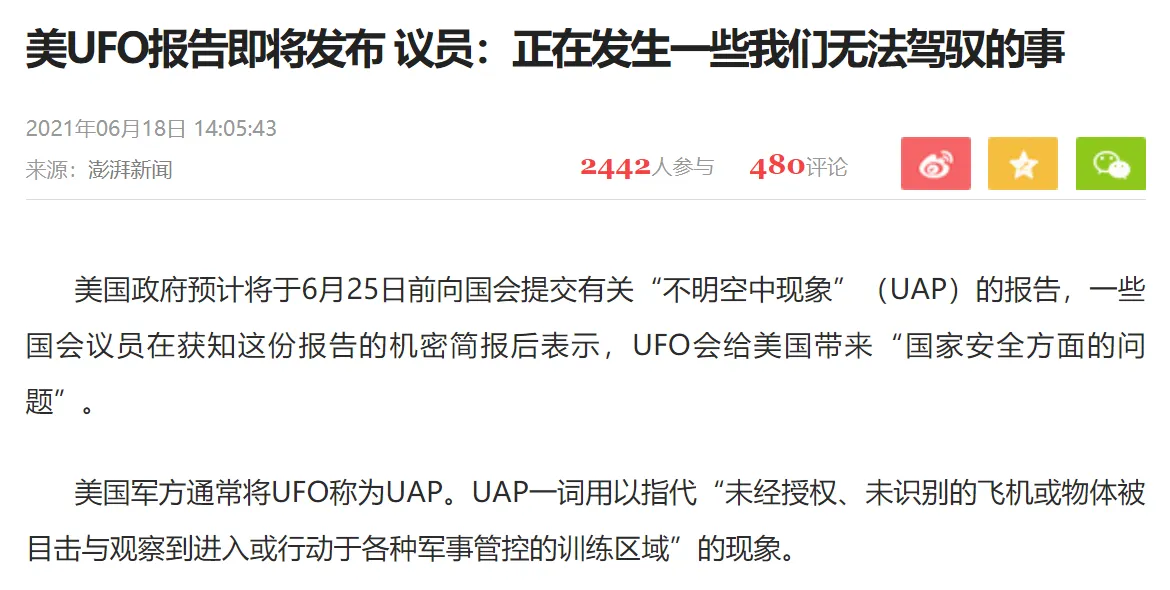 美UFO报告即将发布 议员：正在发生一些我们无法驾驭的事
2021年06月18日 14:05:43
来源：澎湃新闻
2442人参与 480评论
美国政府预计将于6月25日前向国会提交有关“不明空中现象”（UAP）的报告，一些
国会议员在获知这份报告的机密简报后表示，UFO会给美国带来“国家安全方面的问
题”。
美国军方通常将UFO称为UAP。UAP一词用以指代“未经授权、未识别的飞机或物体被
目击与观察到进入或行动于各种军事管控的训练区域”的现象。